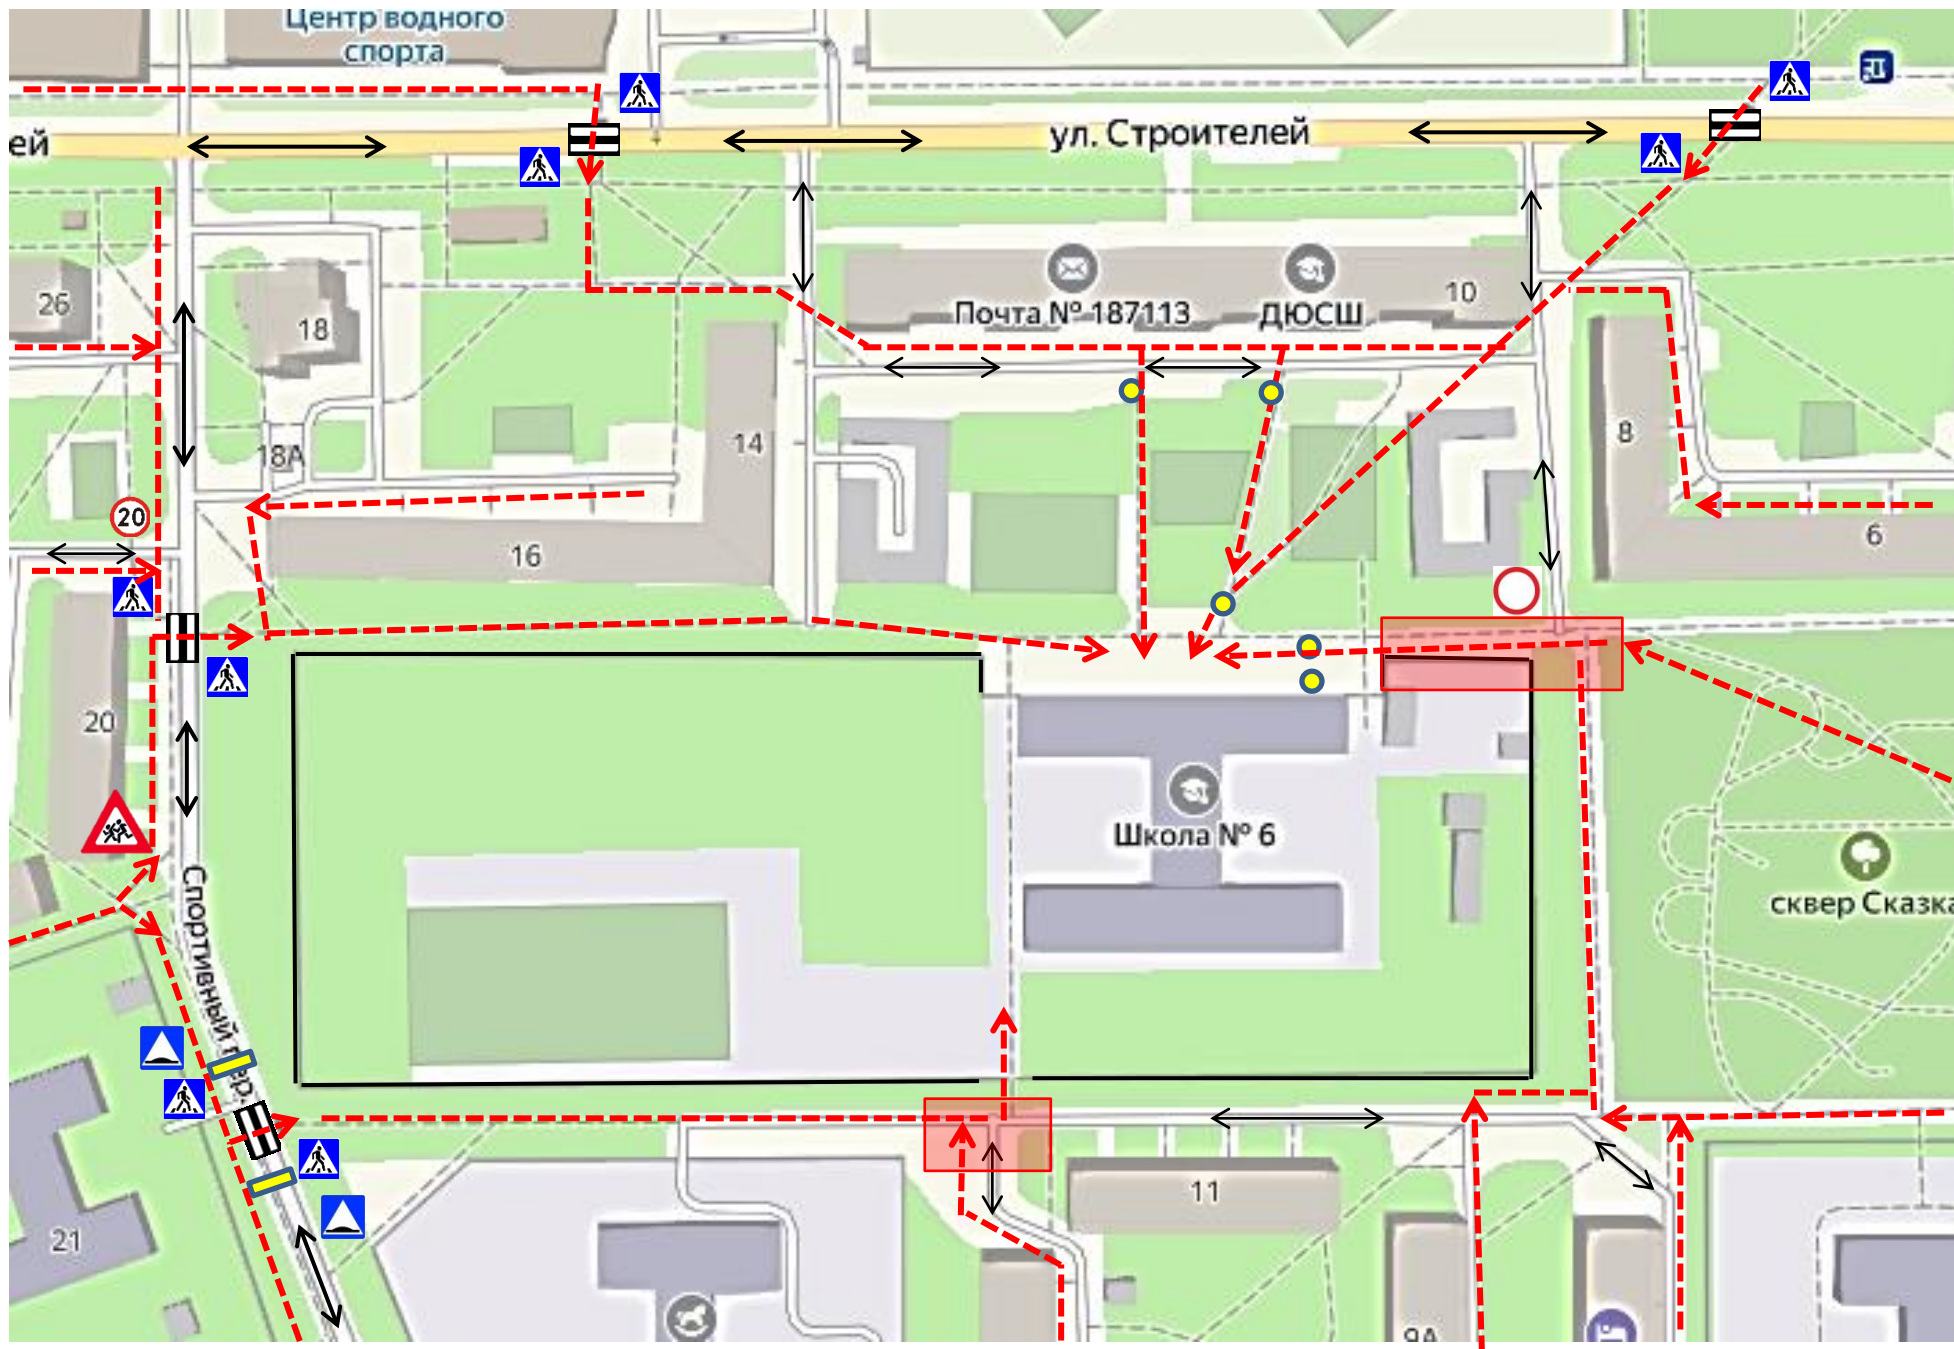 Центр водного
спорта
ей
ул. Строителей
26
18
Почта № 187113
ДЮСШ
10
18А
14
8
20
16
6
20
Школа № 6
Спортивный пер.
сквер Сказка
21
11
9А